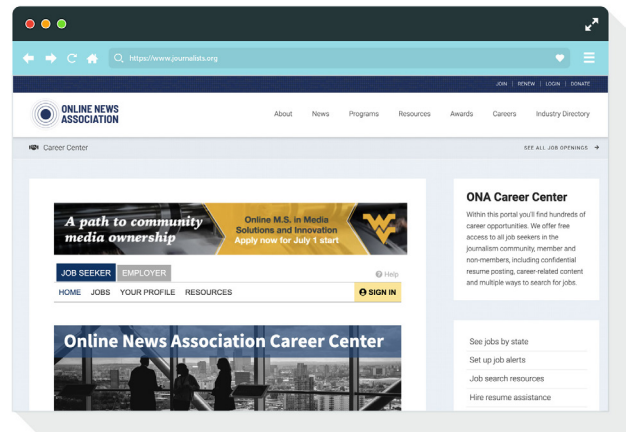 https://www.journalists.org
JOIN | RENEW | LOGIN | DONATE
ONLINE NEWS
ASSOCIATION
About News Programs Resources Awards Careers Industry Directory
Career Center
SEE ALL JOB OPENINGS
A path to community
media ownership
Online M.S. in Media
Solutions and Innovation
Apply now for July 1 start
JOB SEEKER EMPLOYER
Help
HOME JOBS YOUR PROFILE RESOURCES
SIGN IN
Online News Association Career Center
ONA Career Center
Within this portal you'll find hundreds of
career opportunities. We offer free
access to all job seekers in the
journalism community, member and
non-members, including confidential
resume posting, career-related content
and multiple ways to search for jobs.
See jobs by state
Set up job alerts
Job search resources
Hire resume assistance